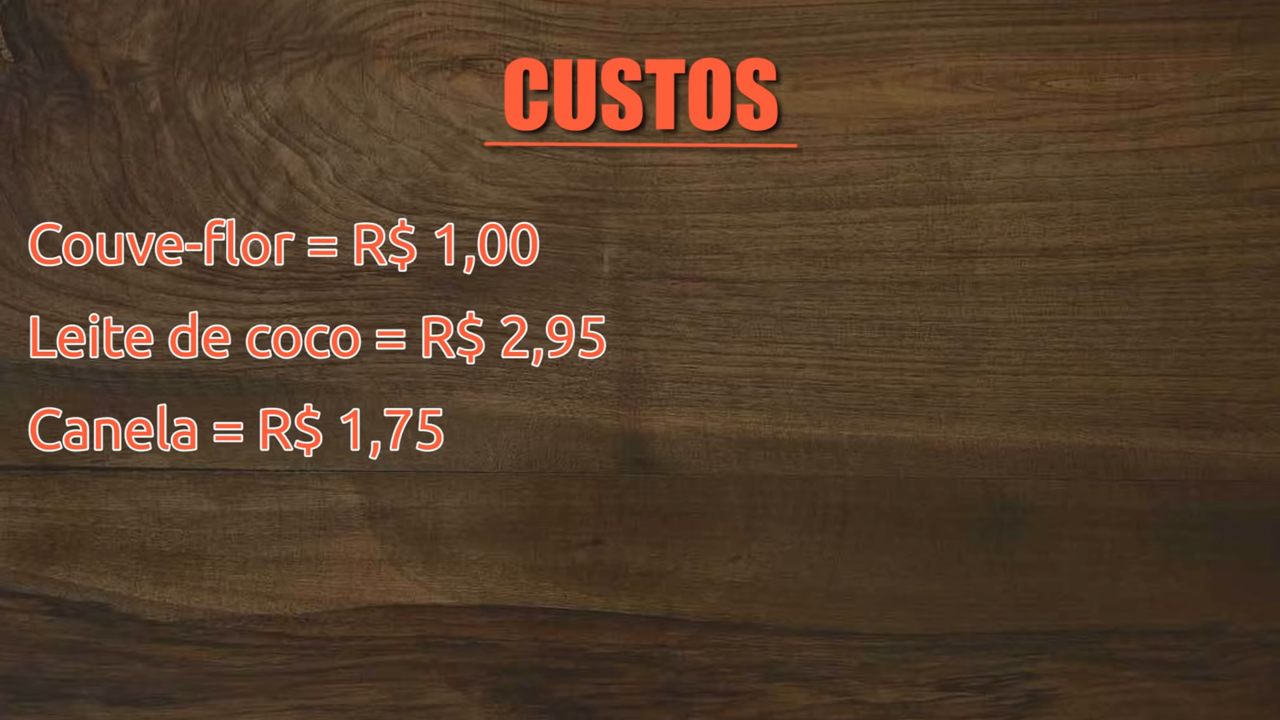 CUSTOS
Couve-flor = R$ 1,00
Leite de coco = R$ 2,95
Canela = R$ 1,75